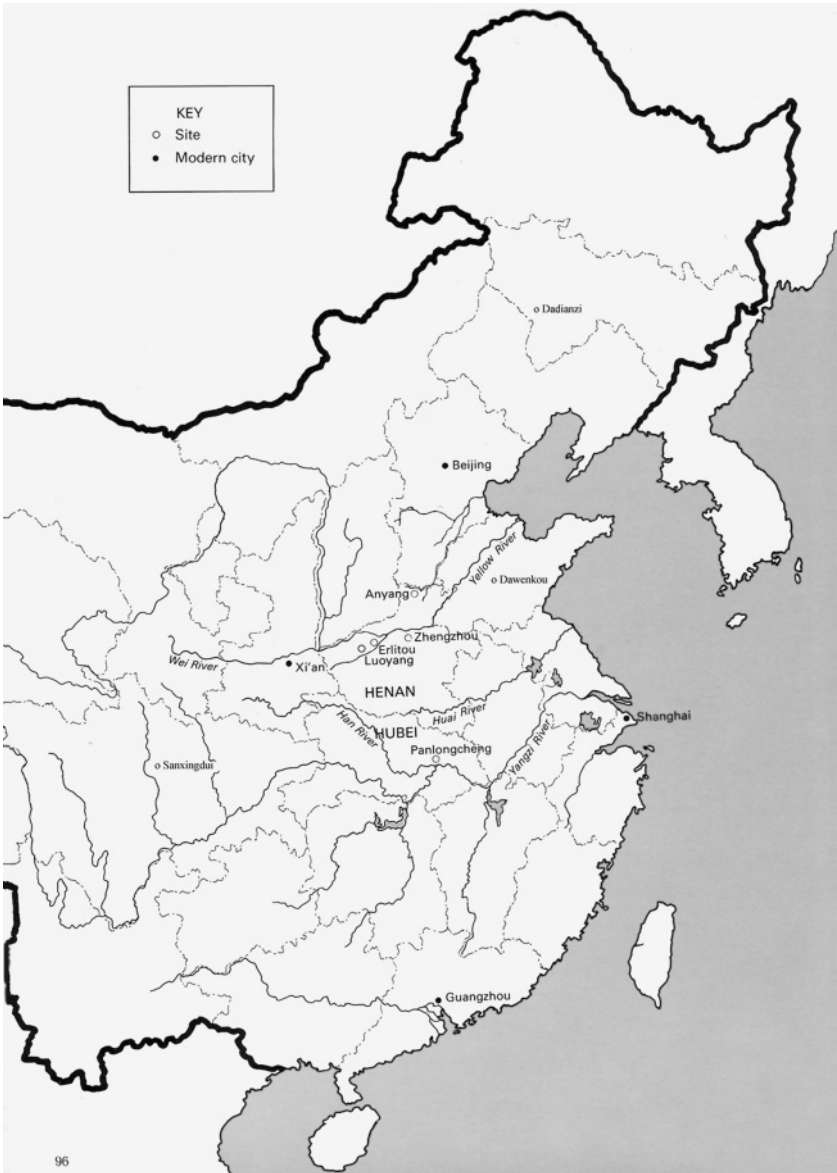 KEY
Site
Modern city
o Dadianzi
Beijing
Yellow River
Anyang
o Dawenkou
Zhengzhou
Erlitou
Luoyang
Wei River
Xi'an
HENAN
Huai River
Han River
HUBEI
Shanghai
Panlongcheng
Yangzi River
o Sanxingdui
Guangzhou
96